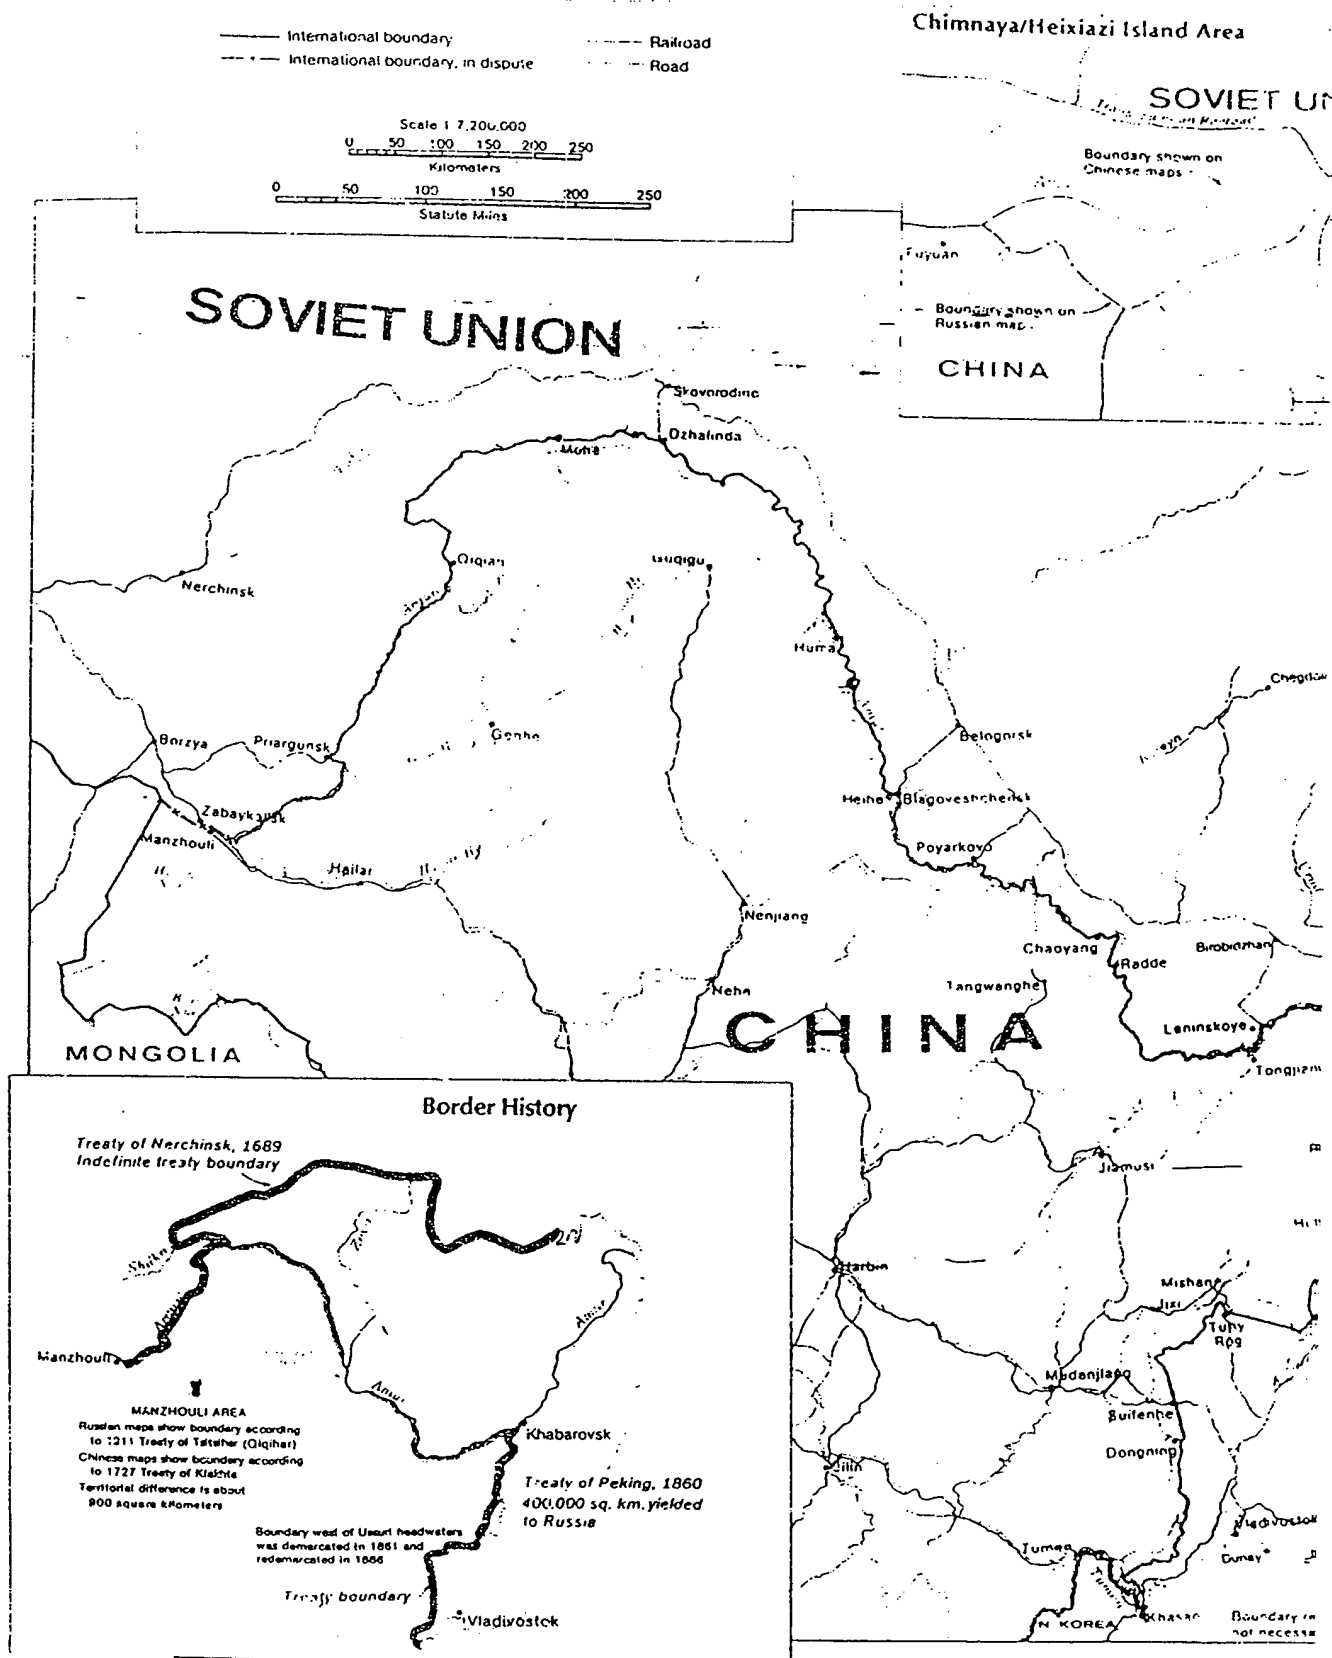 International boundary
International boundary, in dispute
Railroad
Road
Scale 1 7,200,000
0 50 100 150 200 250
Kilometers
0 50 100 150 200 250
Statute Miles
Chimnaya/Heixiazi Island Area
SOVIET UN
Boundary shown on
Chinese maps
Fuyuan
Boundary shown on
Russian map.
CHINA
SOVIET UNION
Skovorodino
Dzhalinda
Mohe
Qiqian
Guqigu
Nerchinsk
Huma
Borzya
Priargunsk
Genhe
Belogorsk
Heihe
Blagoveshchensk
Zabaykalsk
Manzhouli
Hailar
Poyarkovo
Nenjiang
Chaoyang
Radde
Birobidzhan
Nehe
Tangwanghe
Leninskoye
CHINA
MONGOLIA
Jiamusi
Harbin
Mishan
Jixi
Tury
Rog
Mudanjiang
Suifenhe
Dongning
Jilin
Vladivostok
Tumen
Dunay
Khasan
N KOREA
Boundary re
not necessa
Border History
Treaty of Nerchinsk, 1689
Indefinite treaty boundary
Shilka
Amur
Manzhouli
Amur
MANZHOULI AREA
Russian maps show boundary according
to 1911 Treaty of Tsitsihar (Qiqihar)
Chinese maps show boundary according
to 1727 Treaty of Kiakhta
Territorial difference is about
900 square kilometers
Khabarovsk
Treaty of Peking, 1860
400,000 sq. km. yielded
to Russia
Boundary west of Ussuri headwaters
was demarcated in 1861 and
redemarcated in 1886
Treaty boundary
Vladivostok